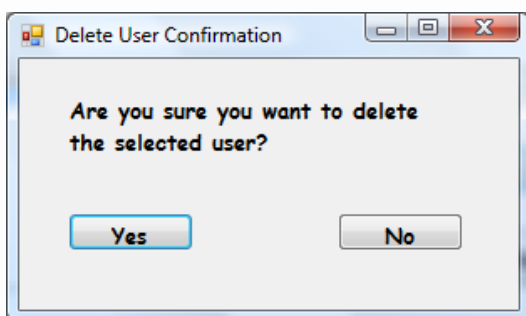 Delete User Confirmation
Are you sure you want to delete
the selected user?
Yes
No